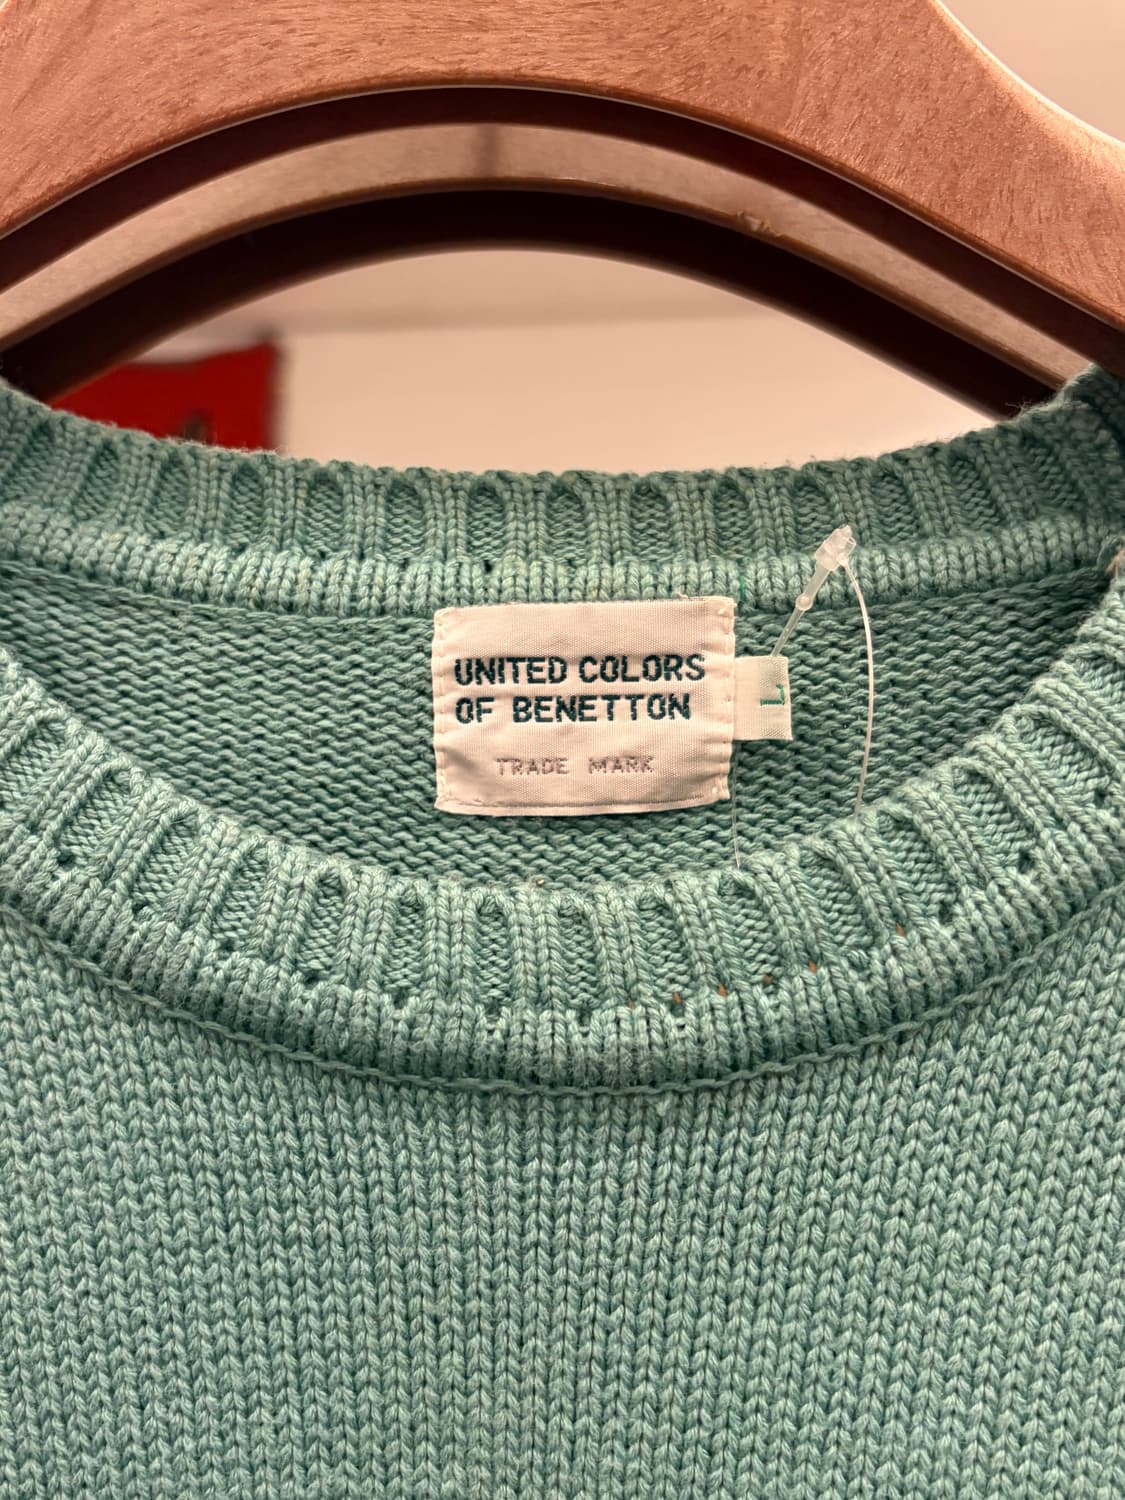 UNITED COLORS
OF BENETTON
TRADE MARK
L